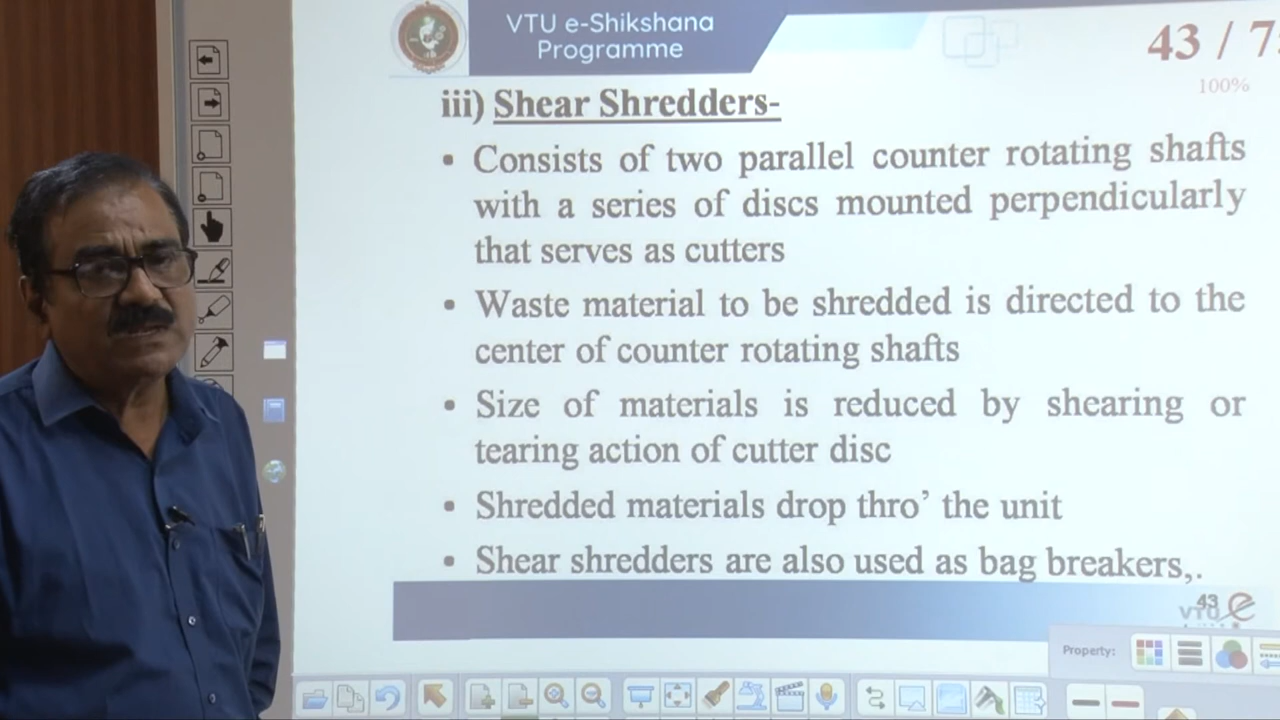 VTU e-Shikshana
Programme
43 / 7
100%
iii) Shear Shredders-
• Consists of two parallel counter rotating shafts
with a series of discs mounted perpendicularly
that serves as cutters
• Waste material to be shredded is directed to the
center of counter rotating shafts
• Size of materials is reduced by shearing or
tearing action of cutter disc
• Shredded materials drop thro’ the unit
• Shear shredders are also used as bag breakers,.
43
VTU e
Property: